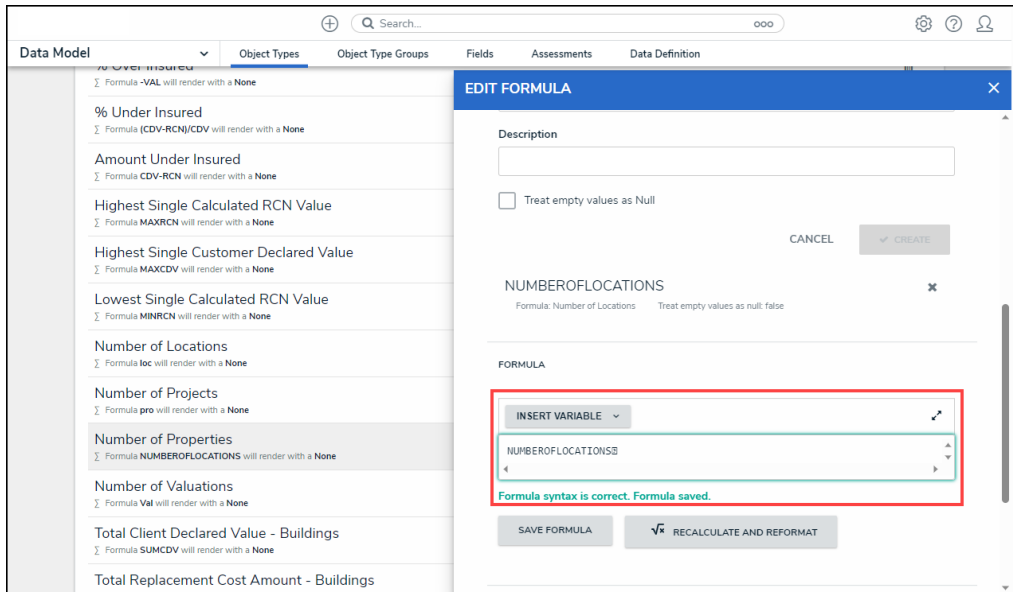 Search...
Data Model
Object Types
Object Type Groups
Fields
Assessments
Data Definition
% Over Insured
Formula -VAL will render with a None
% Under Insured
Formula (CDV-RCN)/CDV will render with a None
Amount Under Insured
Formula CDV-RCN will render with a None
Highest Single Calculated RCN Value
Formula MAXRCN will render with a None
Highest Single Customer Declared Value
Formula MAXCDV will render with a None
Lowest Single Calculated RCN Value
Formula MINRCN will render with a None
Number of Locations
Formula loc will render with a None
Number of Projects
Formula pro will render with a None
Number of Properties
Formula NUMBEROFLOCATIONS will render with a None
Number of Valuations
Formula Val will render with a None
Total Client Declared Value - Buildings
Formula SUMCDV will render with a None
Total Replacement Cost Amount - Buildings
EDIT FORMULA
Description
Treat empty values as Null
CANCEL
CREATE
NUMBEROFLOCATIONS
Formula: Number of Locations Treat empty values as null: false
FORMULA
INSERT VARIABLE
NUMBEROFLOCATIONS
Formula syntax is correct. Formula saved.
SAVE FORMULA
RECALCULATE AND REFORMAT